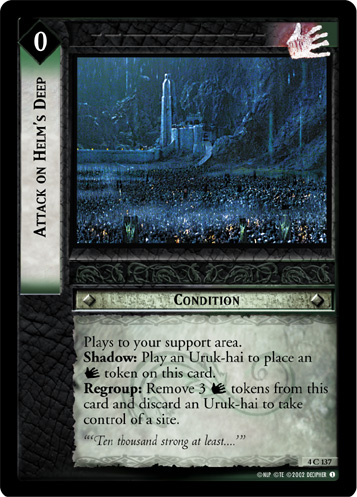 0
Attack on Helm's Deep
Condition
Plays to your support area.
Shadow: Play an Uruk-hai to place an
token on this card.
Regroup: Remove 3 tokens from this
card and discard an Uruk-hai to take
control of a site.
"'Ten thousand strong at least....'"
4 C 137
©NLP ©TE ©2002 DECIPHER